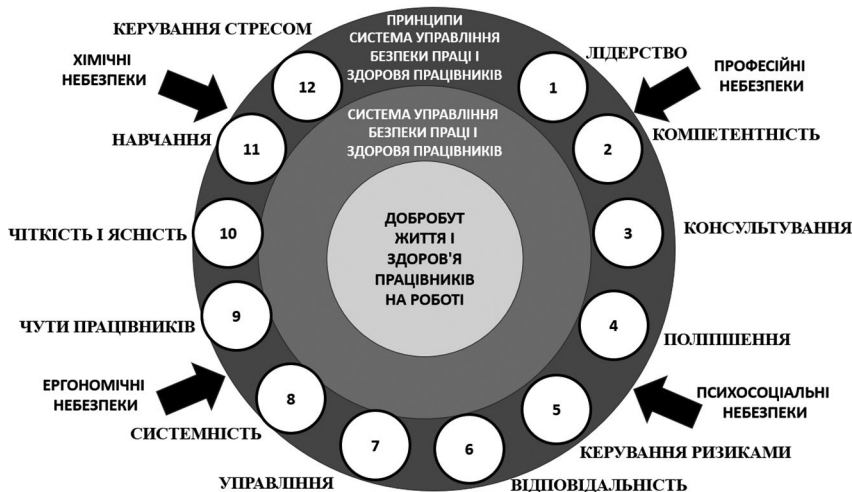 КЕРУВАННЯ СТРЕСОМ
ПРИНЦИПИ
СИСТЕМА УПРАВЛІННЯ
БЕЗПЕКИ ПРАЦІ І
ЗДОРОВЯ ПРАЦІВНИКІВ
ЛІДЕРСТВО
ХІМІЧНІ
НЕБЕЗПЕКИ
ПРОФЕСІЙНІ
НЕБЕЗПЕКИ
12
1
СИСТЕМА УПРАВЛІННЯ
БЕЗПЕКИ ПРАЦІ І
ЗДОРОВЯ ПРАЦІВНИКІВ
НАВЧАННЯ
11
2
КОМПЕТЕНТНІСТЬ
ЧІТКІСТЬ І ЯСНІСТЬ
10
ДОБРОБУТ
ЖИТТЯ І
ЗДОРОВ'Я
ПРАЦІВНИКІВ
НА РОБОТІ
3
КОНСУЛЬТУВАННЯ
ЧУТИ ПРАЦІВНИКІВ
9
4
ПОЛІПШЕННЯ
ЕРГОНОМІЧНІ
НЕБЕЗПЕКИ
ПСИХОСОЦІАЛЬНІ
НЕБЕЗПЕКИ
8
5
СИСТЕМНІСТЬ
7
6
КЕРУВАННЯ РИЗИКАМИ
УПРАВЛІННЯ
ВІДПОВІДАЛЬНІСТЬ